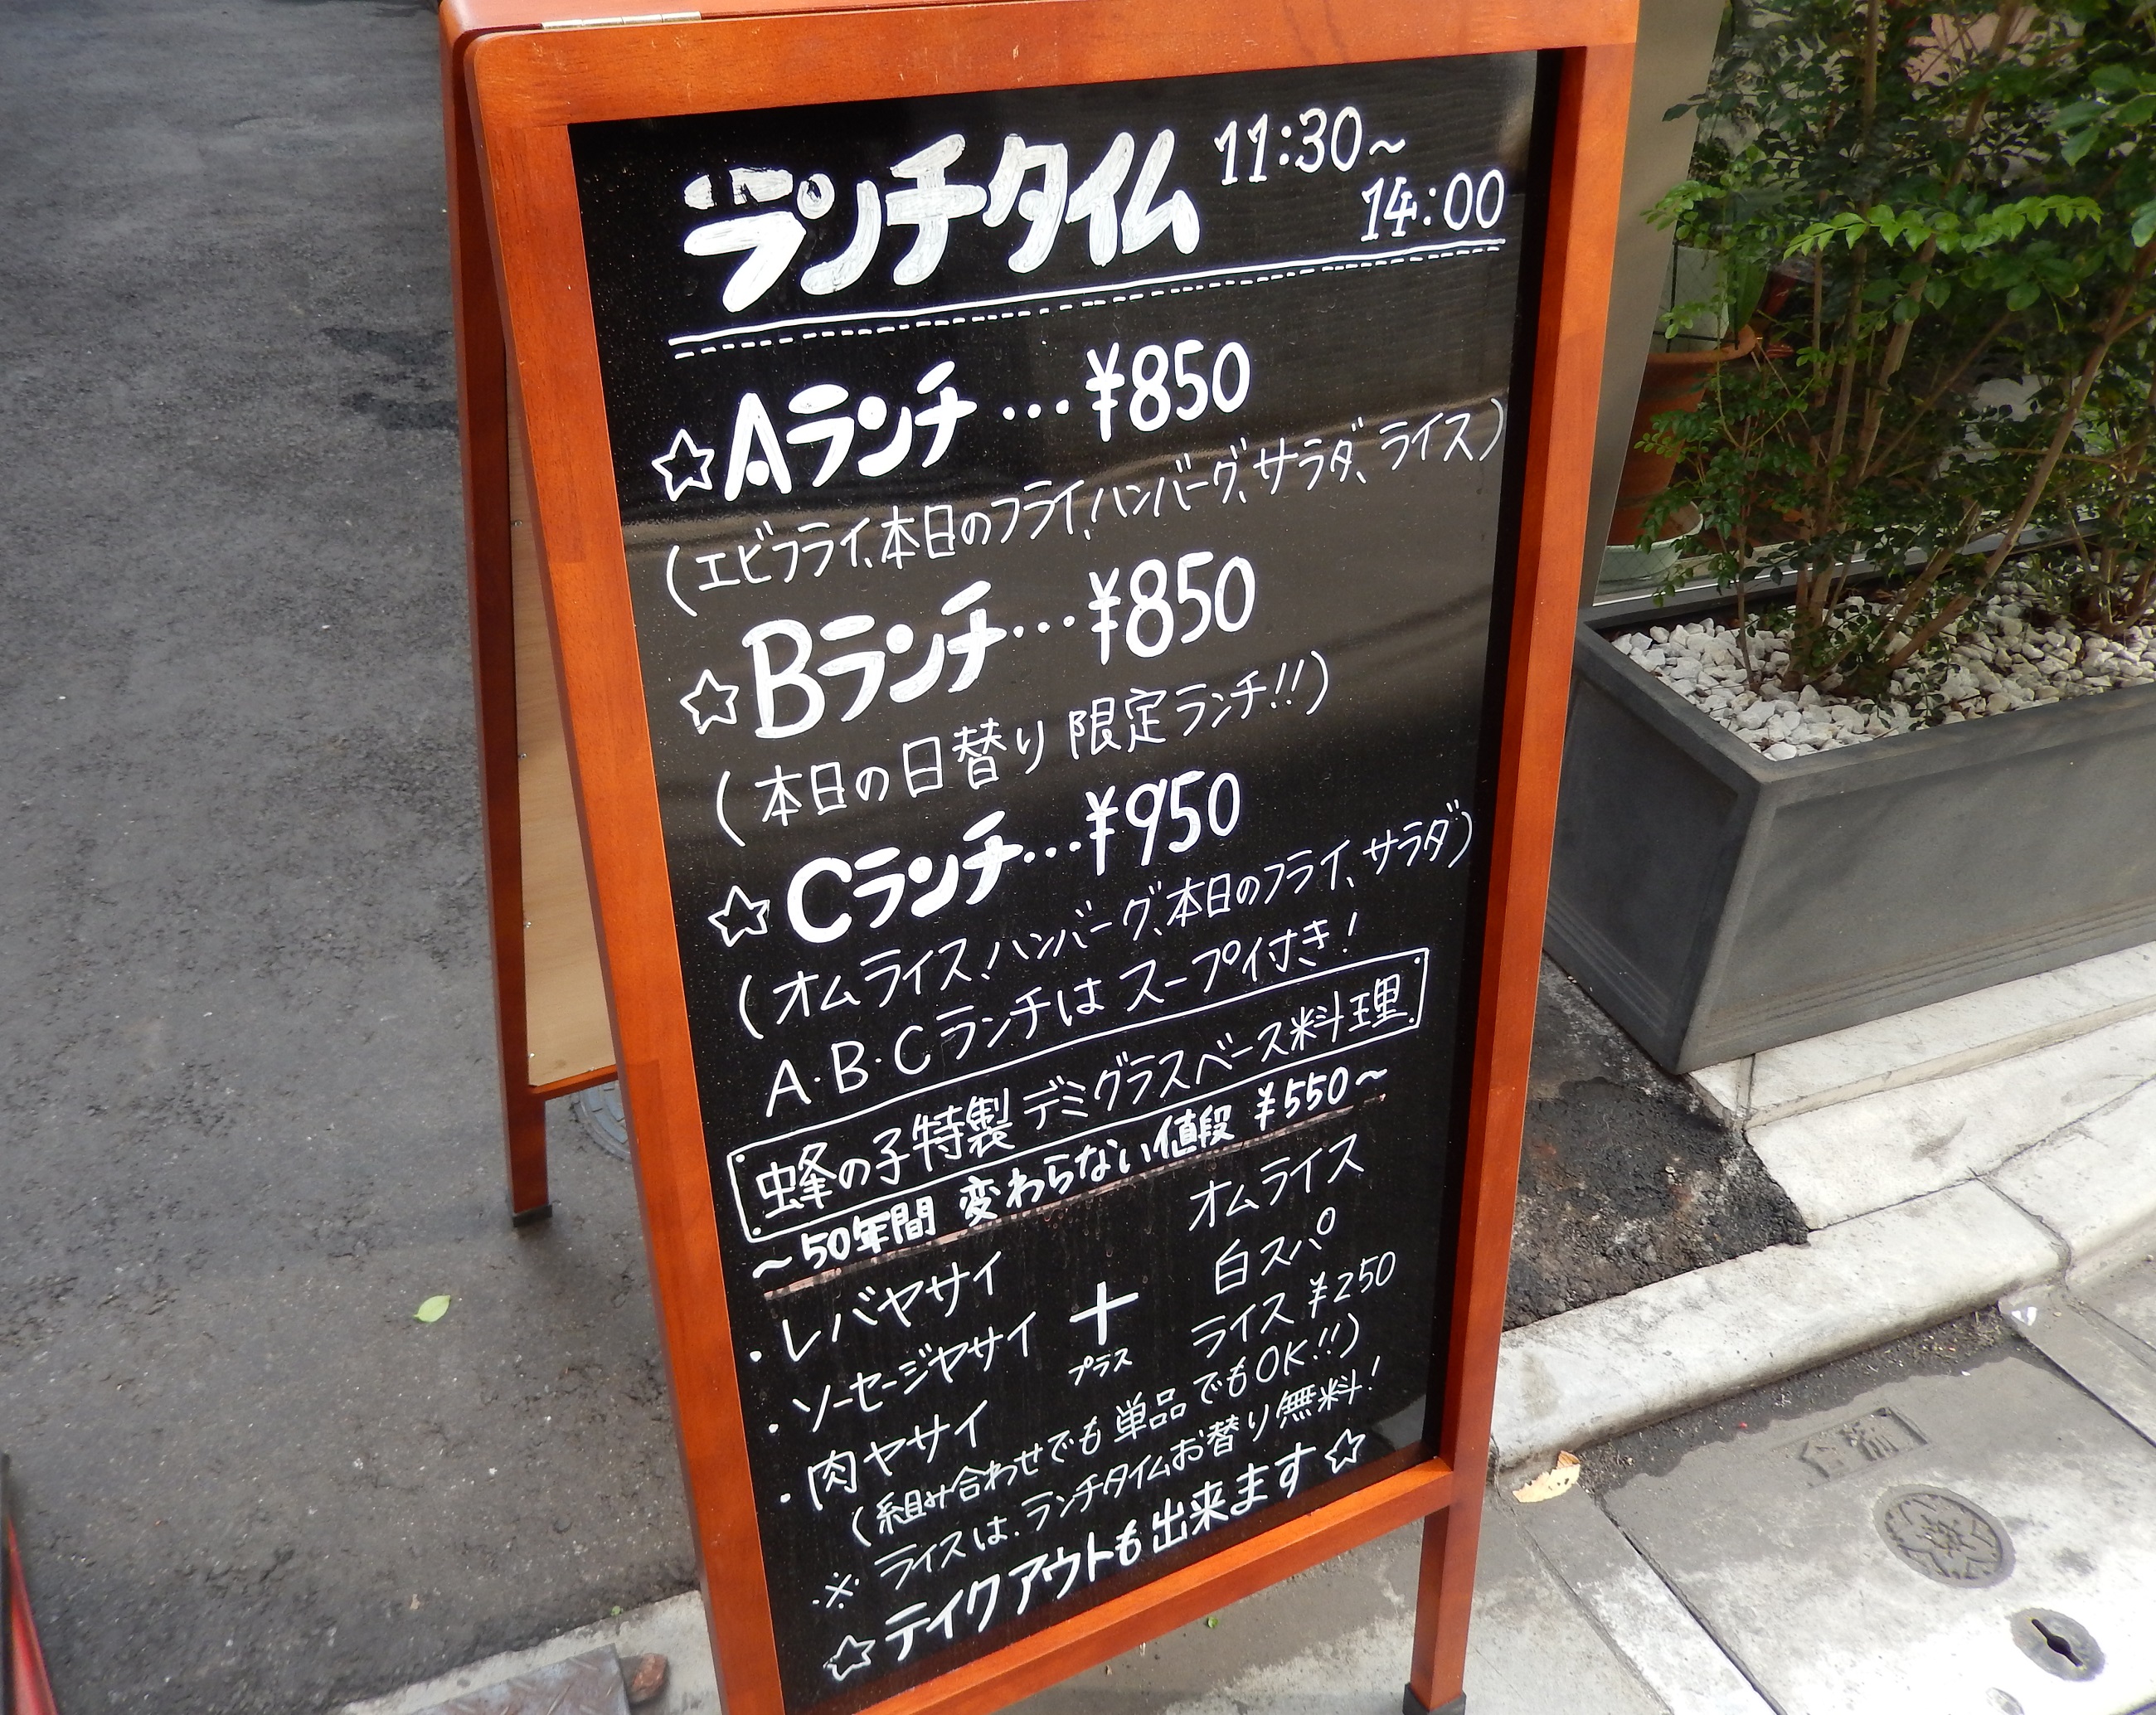 ランチタイム 11:30~
14:00
☆Aランチ…¥850
(エビフライ、本日のフライ、ハンバーグ、サラダ、ライス)
☆Bランチ…¥850
(本日の日替り限定ランチ!!)
☆Cランチ…¥950
(オムライス、ハンバーグ、本日のフライ、サラダ)
A・B・Cランチは スープ付き!
蜂の子特製デミグラスベース料理
~50年間 変わらない値段 ¥550~
・レバヤサイ
・ソーセージヤサイ
・肉ヤサイ
+
プラス
オムライス
白スパ
ライス ¥250
(組み合わせでも単品でもOK!!)
※ライスは、ランチタイムお替り無料!
☆テイクアウトも出来ます☆